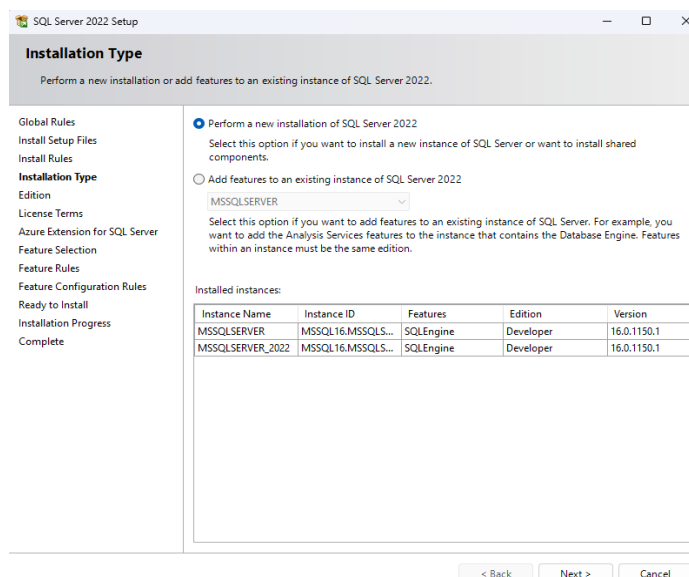 SQL Server 2022 Setup
Installation Type
Perform a new installation or add features to an existing instance of SQL Server 2022.
Global Rules
Install Setup Files
Install Rules
Installation Type
Edition
License Terms
Azure Extension for SQL Server
Feature Selection
Feature Rules
Feature Configuration Rules
Ready to Install
Installation Progress
Complete
Perform a new installation of SQL Server 2022
Select this option if you want to install a new instance of SQL Server or want to install shared
components.
Add features to an existing instance of SQL Server 2022
MSSQLSERVER
Select this option if you want to add features to an existing instance of SQL Server. For example, you
want to add the Analysis Services features to the instance that contains the Database Engine. Features
within an instance must be the same edition.
Installed instances:
Instance Name Instance ID Features Edition Version
MSSQLSERVER MSSQL16.MSSQLS... SQLEngine Developer 16.0.1150.1
MSSQLSERVER_2022 MSSQL16.MSSQLS... SQLEngine Developer 16.0.1150.1
< Back Next > Cancel